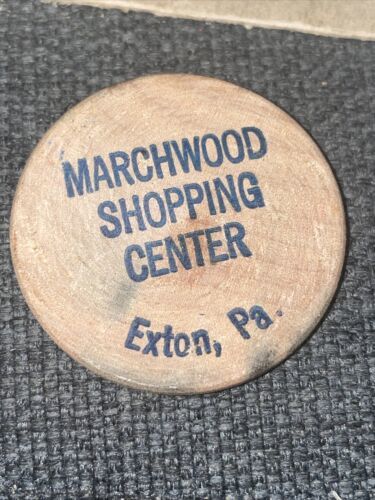 MARCHWOOD
SHOPPING
CENTER
Exton, Pa.